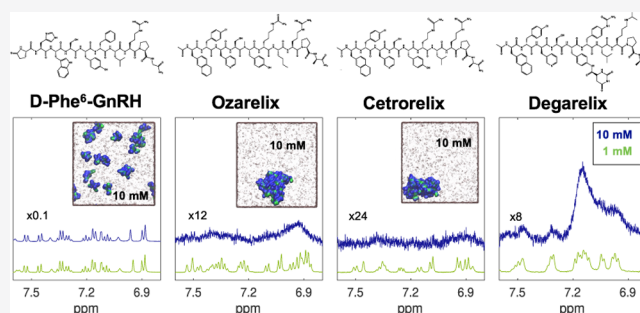 D-Phe⁶-GnRH
Ozarelix
Cetrorelix
Degarelix
10 mM
10 mM
10 mM
10 mM
1 mM
x0.1
x12
x24
x8
7.5 7.2 6.9
7.5 7.2 6.9
7.5 7.2 6.9
7.5 7.2 6.9
ppm
ppm
ppm
ppm